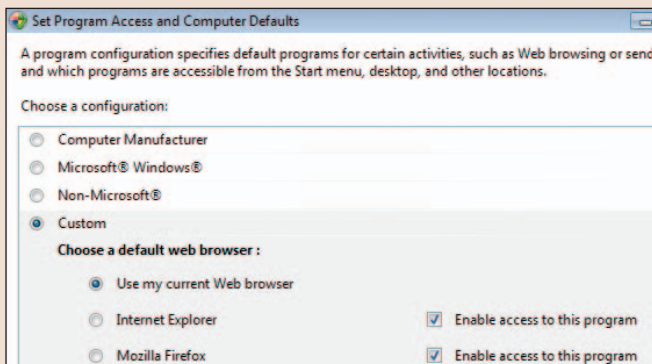 Set Program Access and Computer Defaults
A program configuration specifies default programs for certain activities, such as Web browsing or send
and which programs are accessible from the Start menu, desktop, and other locations.
Choose a configuration:
Computer Manufacturer
Microsoft® Windows®
Non-Microsoft®
Custom
Choose a default web browser :
Use my current Web browser
Internet Explorer Enable access to this program
Mozilla Firefox Enable access to this program